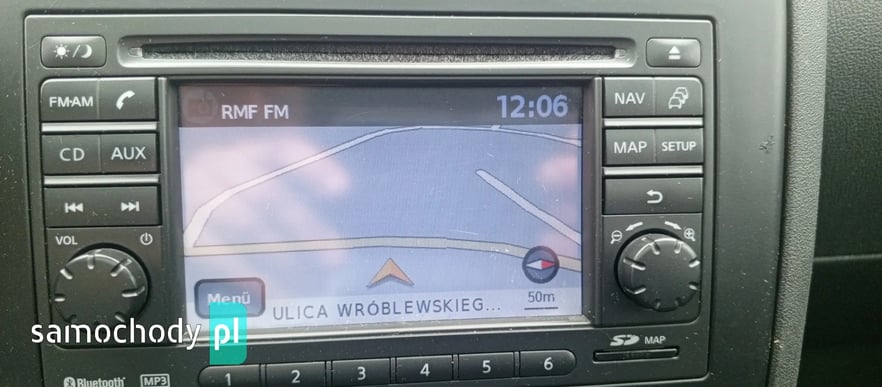 RMF FM 12:06
FM·AM NAV
CD AUX MAP SETUP
VOL
Menü 50m
ULICA WRÓBLEWSKIEG...
samochody pl
SD MAP
Bluetooth MP3 1 2 3 4 5 6